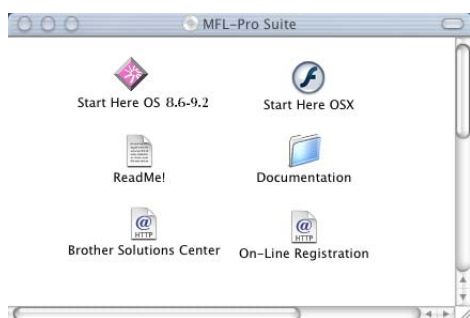 MFL-Pro Suite
Start Here OS 8.6-9.2
Start Here OSX
ReadMe!
Documentation
@
HTTP
Brother Solutions Center
@
HTTP
On-Line Registration